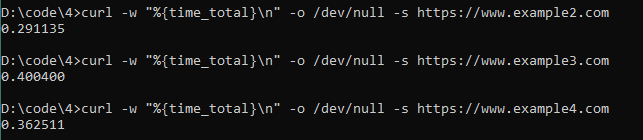 D:\code\4>curl -w "%{time_total}\n" -o /dev/null -s https://www.example2.com
0.291135
D:\code\4>curl -w "%{time_total}\n" -o /dev/null -s https://www.example3.com
0.400400
D:\code\4>curl -w "%{time_total}\n" -o /dev/null -s https://www.example4.com
0.362511